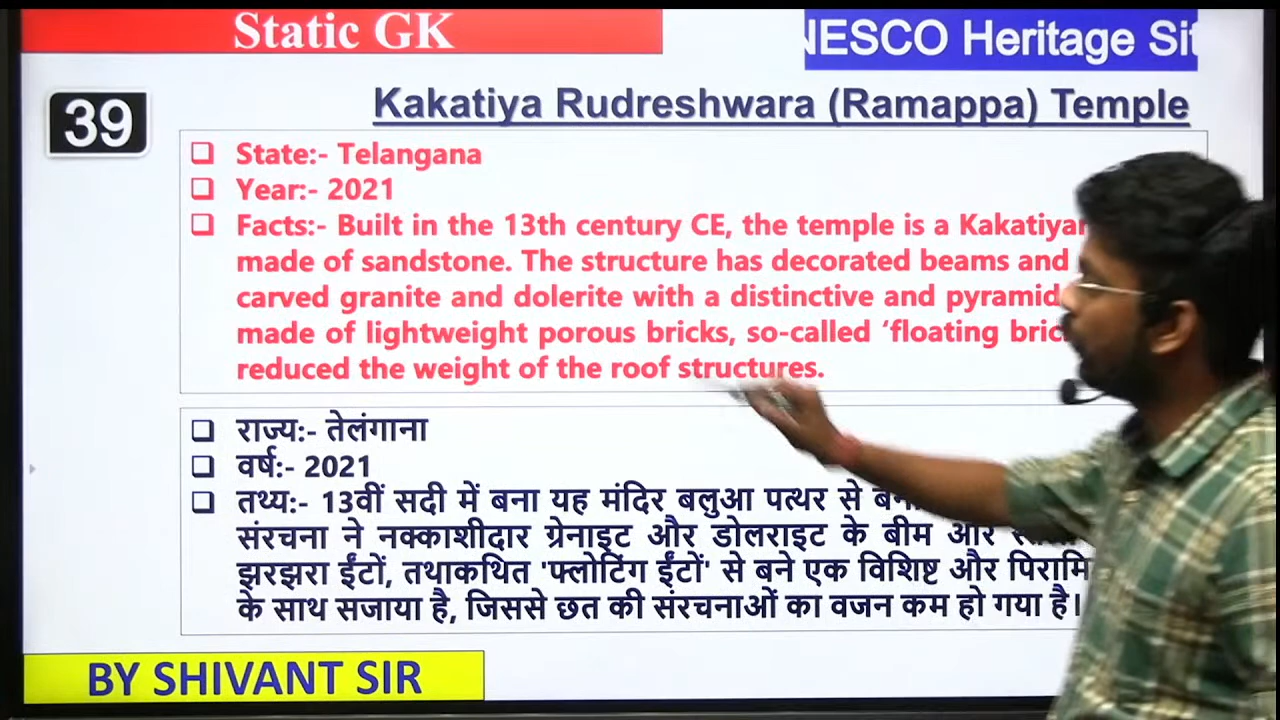 Static GK
NESCO Heritage Sit
39
Kakatiya Rudreshwara (Ramappa) Temple
❑ State:- Telangana
❑ Year:- 2021
❑ Facts:- Built in the 13th century CE, the temple is a Kakatiyan
made of sandstone. The structure has decorated beams and
carved granite and dolerite with a distinctive and pyramid
made of lightweight porous bricks, so-called ‘floating bric
reduced the weight of the roof structures.
❑ राज्य:- तेलंगाना
❑ वर्ष:- 2021
❑ तथ्य:- 13वीं सदी में बना यह मंदिर बलुआ पत्थर से
संरचना ने नक्काशीदार ग्रेनाइट और डोलराइट के बीम और
झरझरा ईंटों, तथाकथित 'फ्लोटिंग ईंटों' से बने एक विशिष्ट और पिरामि
के साथ सजाया है, जिससे छत की संरचनाओं का वजन कम हो गया है।
BY SHIVANT SIR